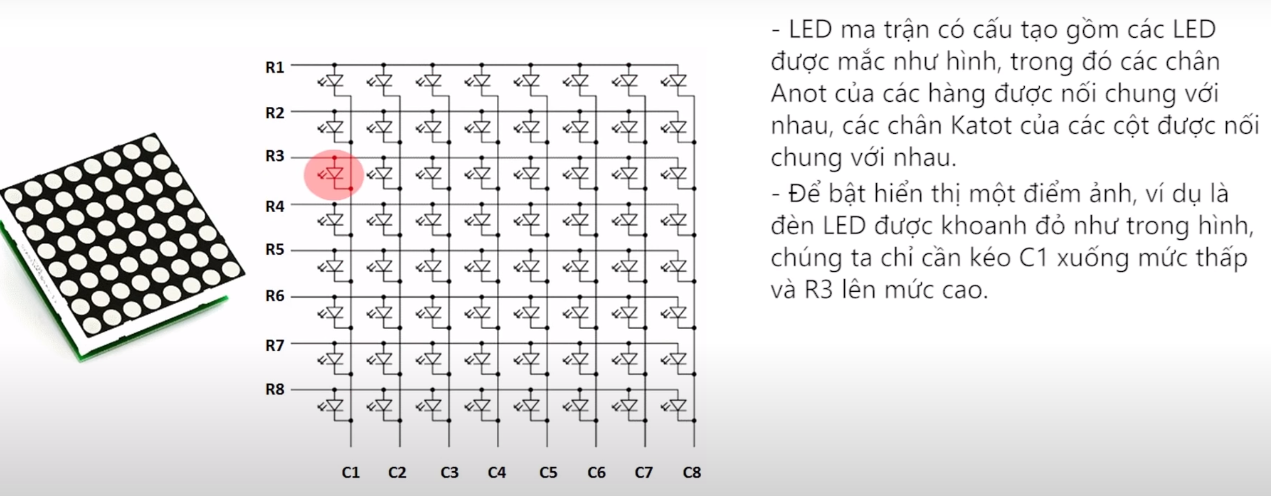 R1
R2
R3
R4
R5
R6
R7
R8
C1 C2 C3 C4 C5 C6 C7 C8
- LED ma trận có cấu tạo gồm các LED
được mắc như hình, trong đó các chân
Anot của các hàng được nối chung với
nhau, các chân Katot của các cột được nối
chung với nhau.
- Để bật hiển thị một điểm ảnh, ví dụ là
đèn LED được khoanh đỏ như trong hình,
chúng ta chỉ cần kéo C1 xuống mức thấp
và R3 lên mức cao.